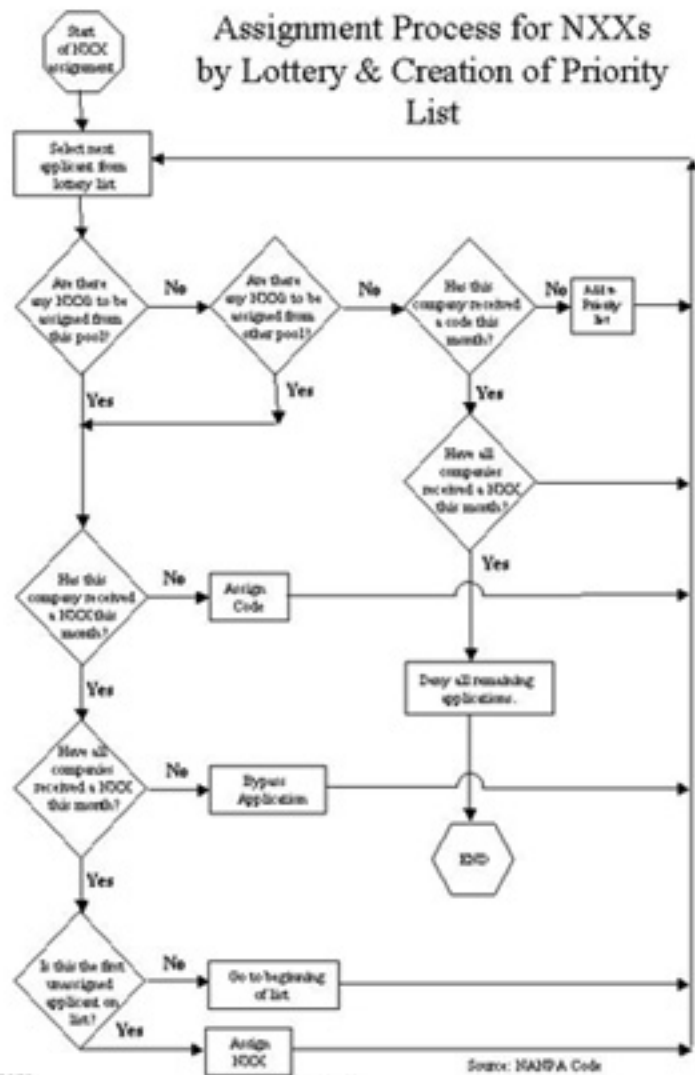 Assignment Process for NXXs
by Lottery & Creation of Priority
List
Start
of NXX
assignment
Select next
applicant from
lottery list
Are there
any NXXs to be
assigned from
this pool?
No
Are there
any NXXs to be
assigned from
other pool?
No
Has this
company received
a code this
month?
No
Add to
Priority
list
Yes
Yes
Yes
Have all
companies
received a NXX
this month?
Yes
Has this
company received
a NXX this
month?
No
Assign
Code
Yes
Deny all remaining
applications.
Have all
companies
received a NXX
this month?
No
Bypass
Application
END
Yes
Is this the first
unassigned
applicant on
list?
No
Go to beginning
of list
Yes
Assign
NXX
Source: NANPA Code